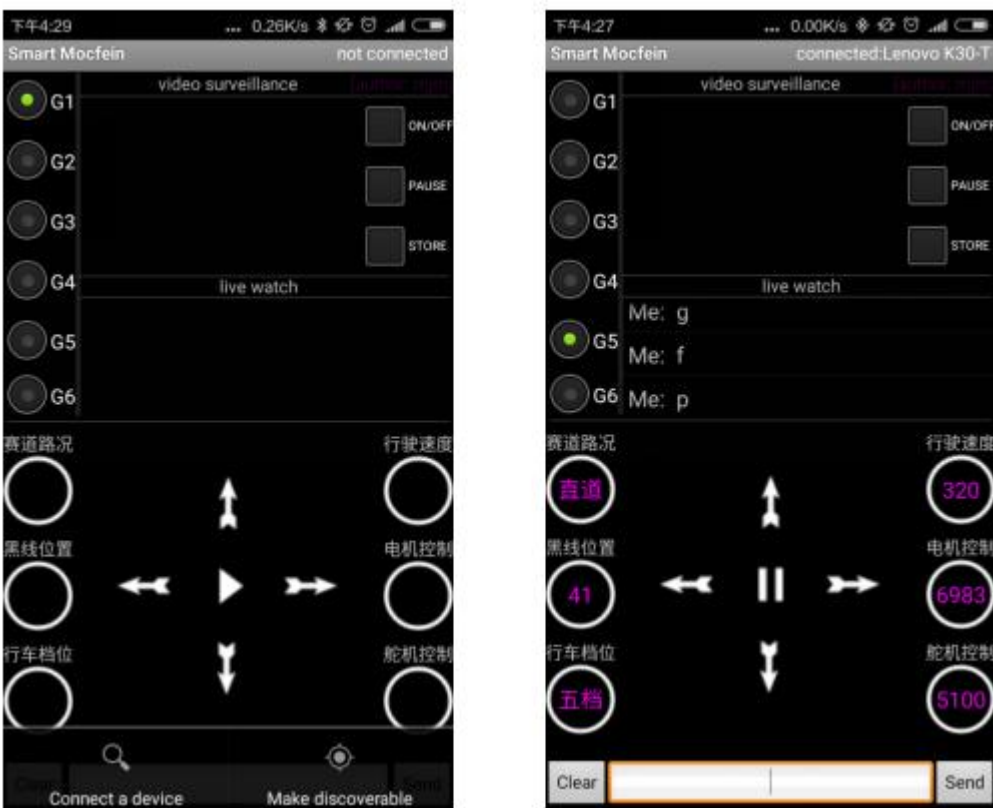 下午4:29 ... 0.26K/s
Smart Mocfein not connected
video surveillance
G1
ON/OFF
G2
PAUSE
G3
STORE
G4
live watch
G5
G6
赛道路况 行驶速度
黑线位置 电机控制
行车档位 舵机控制
Connect a device Make discoverable
下午4:27 ... 0.00K/s
Smart Mocfein connected:Lenovo K30-T
video surveillance
G1
ON/OFF
G2
PAUSE
G3
STORE
G4
live watch
Me: g
G5
Me: f
G6
Me: p
赛道路况 行驶速度
直道 320
黑线位置 电机控制
41 6983
行车档位 舵机控制
五档 5100
Clear Send